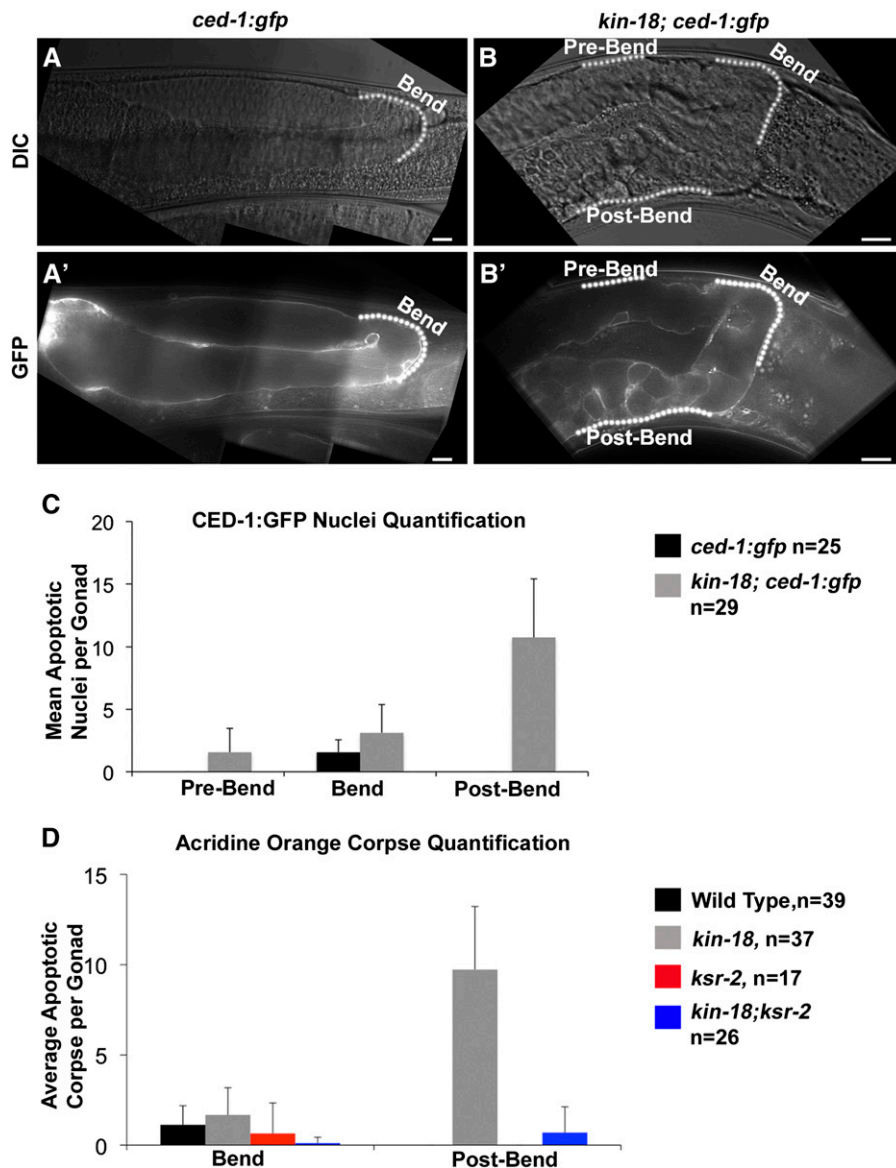 ced-1:gfp
kin-18; ced-1:gfp
DIC
A
Bend
B
Pre-Bend
Bend
Post-Bend
GFP
A'
Bend
B'
Pre-Bend
Bend
Post-Bend
C
CED-1:GFP Nuclei Quantification
Mean Apoptotic
Nuclei per Gonad
20
15
10
5
0
Pre-Bend
Bend
Post-Bend
ced-1:gfp n=25
kin-18; ced-1:gfp
n=29
D
Acridine Orange Corpse Quantification
Average Apoptotic
Corpse per Gonad
15
10
5
0
Bend
Post-Bend
Wild Type,n=39
kin-18, n=37
ksr-2, n=17
kin-18;ksr-2
n=26